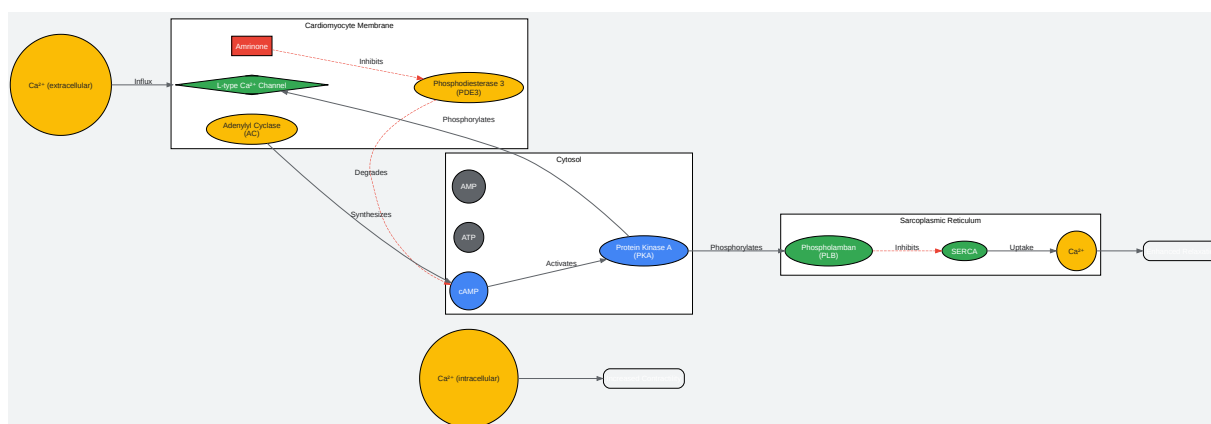 Cardiomyocyte Membrane
Amrinone
Inhibits
Ca²⁺ (extracellular)
Influx
L-type Ca²⁺ Channel
Phosphodiesterase 3
(PDE3)
Phosphorylates
Adenylyl Cyclase
(AC)
Cytosol
Degrades
AMP
Synthesizes
Sarcoplasmic Reticulum
ATP
Protein Kinase A
(PKA)
Phosphorylates
Phospholamban
(PLB)
Inhibits
SERCA
Uptake
Ca²⁺
Activates
cAMP
Ca²⁺ (intracellular)